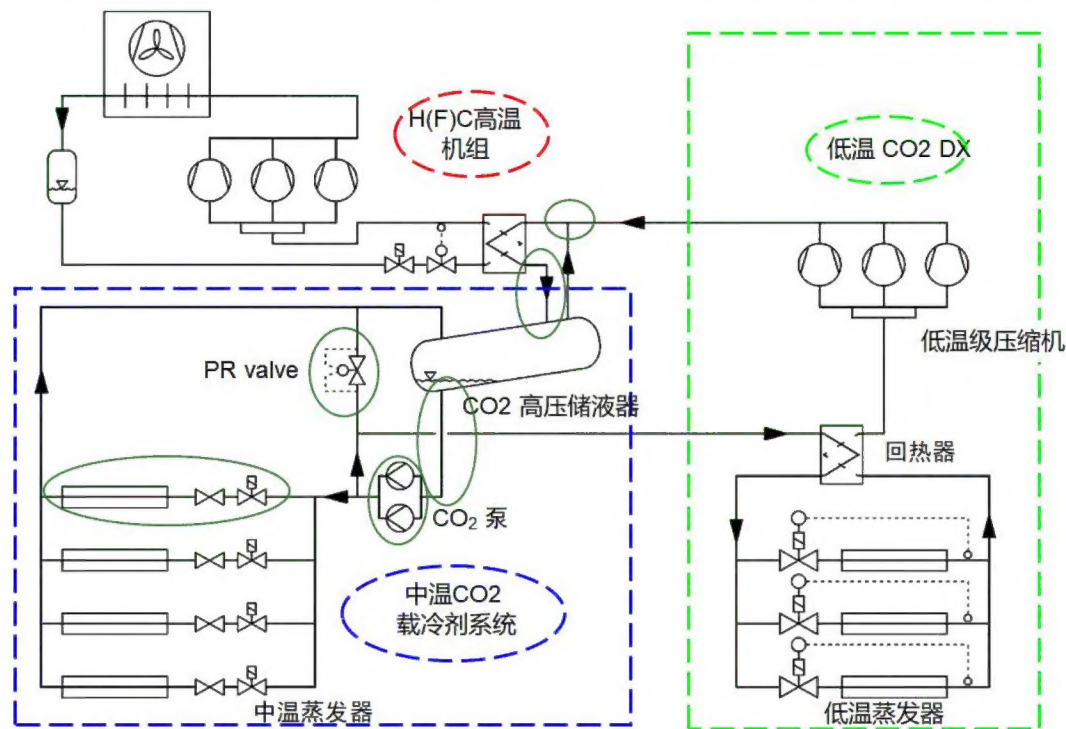 H(F)C高温
机组
低温 CO2 DX
低温级压缩机
PR valve
CO2 高压储液器
回热器
CO₂ 泵
中温CO2
载冷剂系统
中温蒸发器
低温蒸发器